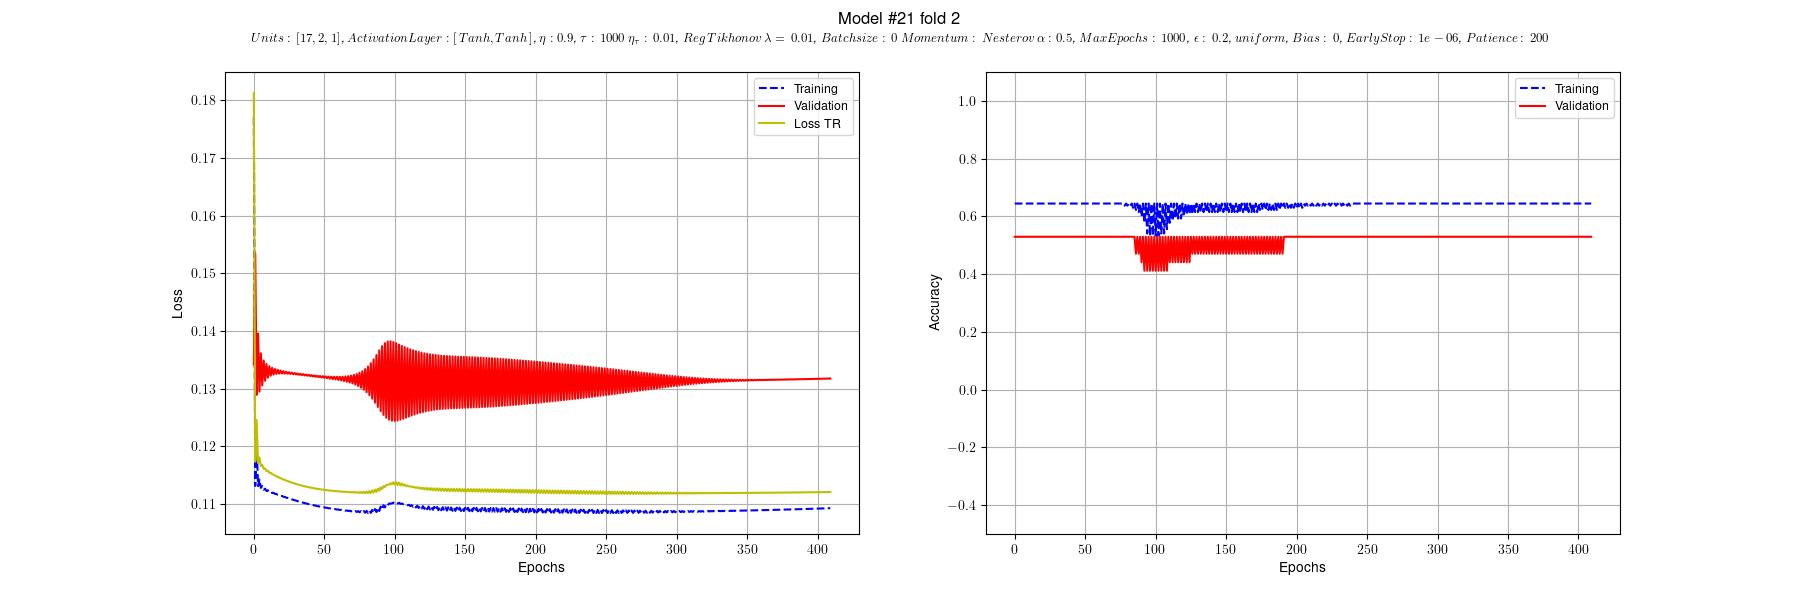 Model #21 fold 2
Units : [17, 2, 1], ActivationLayer : [Tanh, Tanh], η : 0.9, τ : 1000 η_τ : 0.01, RegTikhonov λ = 0.01, Batchsize : 0 Momentum : Nesterov α : 0.5, MaxEpochs : 1000, ϵ : 0.2, uniform, Bias : 0, EarlyStop : 1e − 06, Patience : 200
Training
Validation
Loss TR
0.18
0.17
0.16
0.15
0.14
0.13
0.12
0.11
Loss
0 50 100 150 200 250 300 350 400
Epochs
Training
Validation
1.0
0.8
0.6
0.4
0.2
0.0
−0.2
−0.4
Accuracy
0 50 100 150 200 250 300 350 400
Epochs